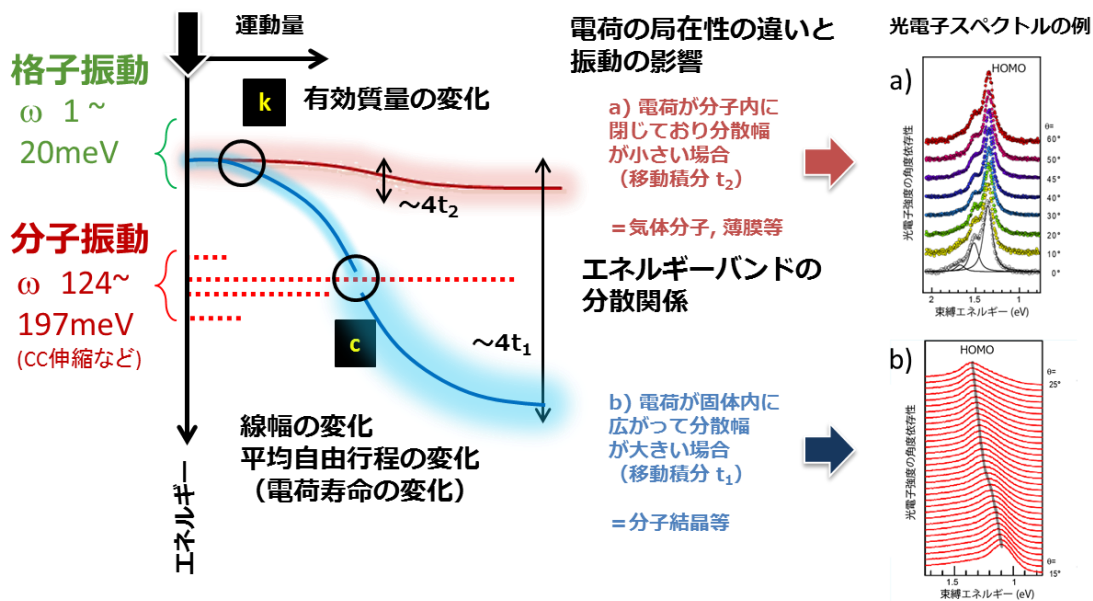 運動量
格子振動
ω 1~
20meV
k
有効質量の変化
~4t₂
分子振動
ω 124~
197meV
(CC伸縮など)
c
~4t₁
線幅の変化
平均自由行程の変化
(電荷寿命の変化)
エネルギー
電荷の局在性の違いと
振動の影響
a) 電荷が分子内に
閉じており分散幅
が小さい場合
(移動積分 t₂)
=気体分子, 薄膜等
エネルギーバンドの
分散関係
b) 電荷が固体内に
広がって分散幅
が大きい場合
(移動積分 t₁)
=分子結晶等
光電子スペクトルの例
a)
HOMO
光電子強度の角度依存性
θ=
60°
50°
45°
40°
30°
20°
10°
0°
2 1.5 1
束縛エネルギー (eV)
b)
HOMO
光電子強度の角度依存性
θ=
25°
θ=
15°
1.5 1
束縛エネルギー (eV)